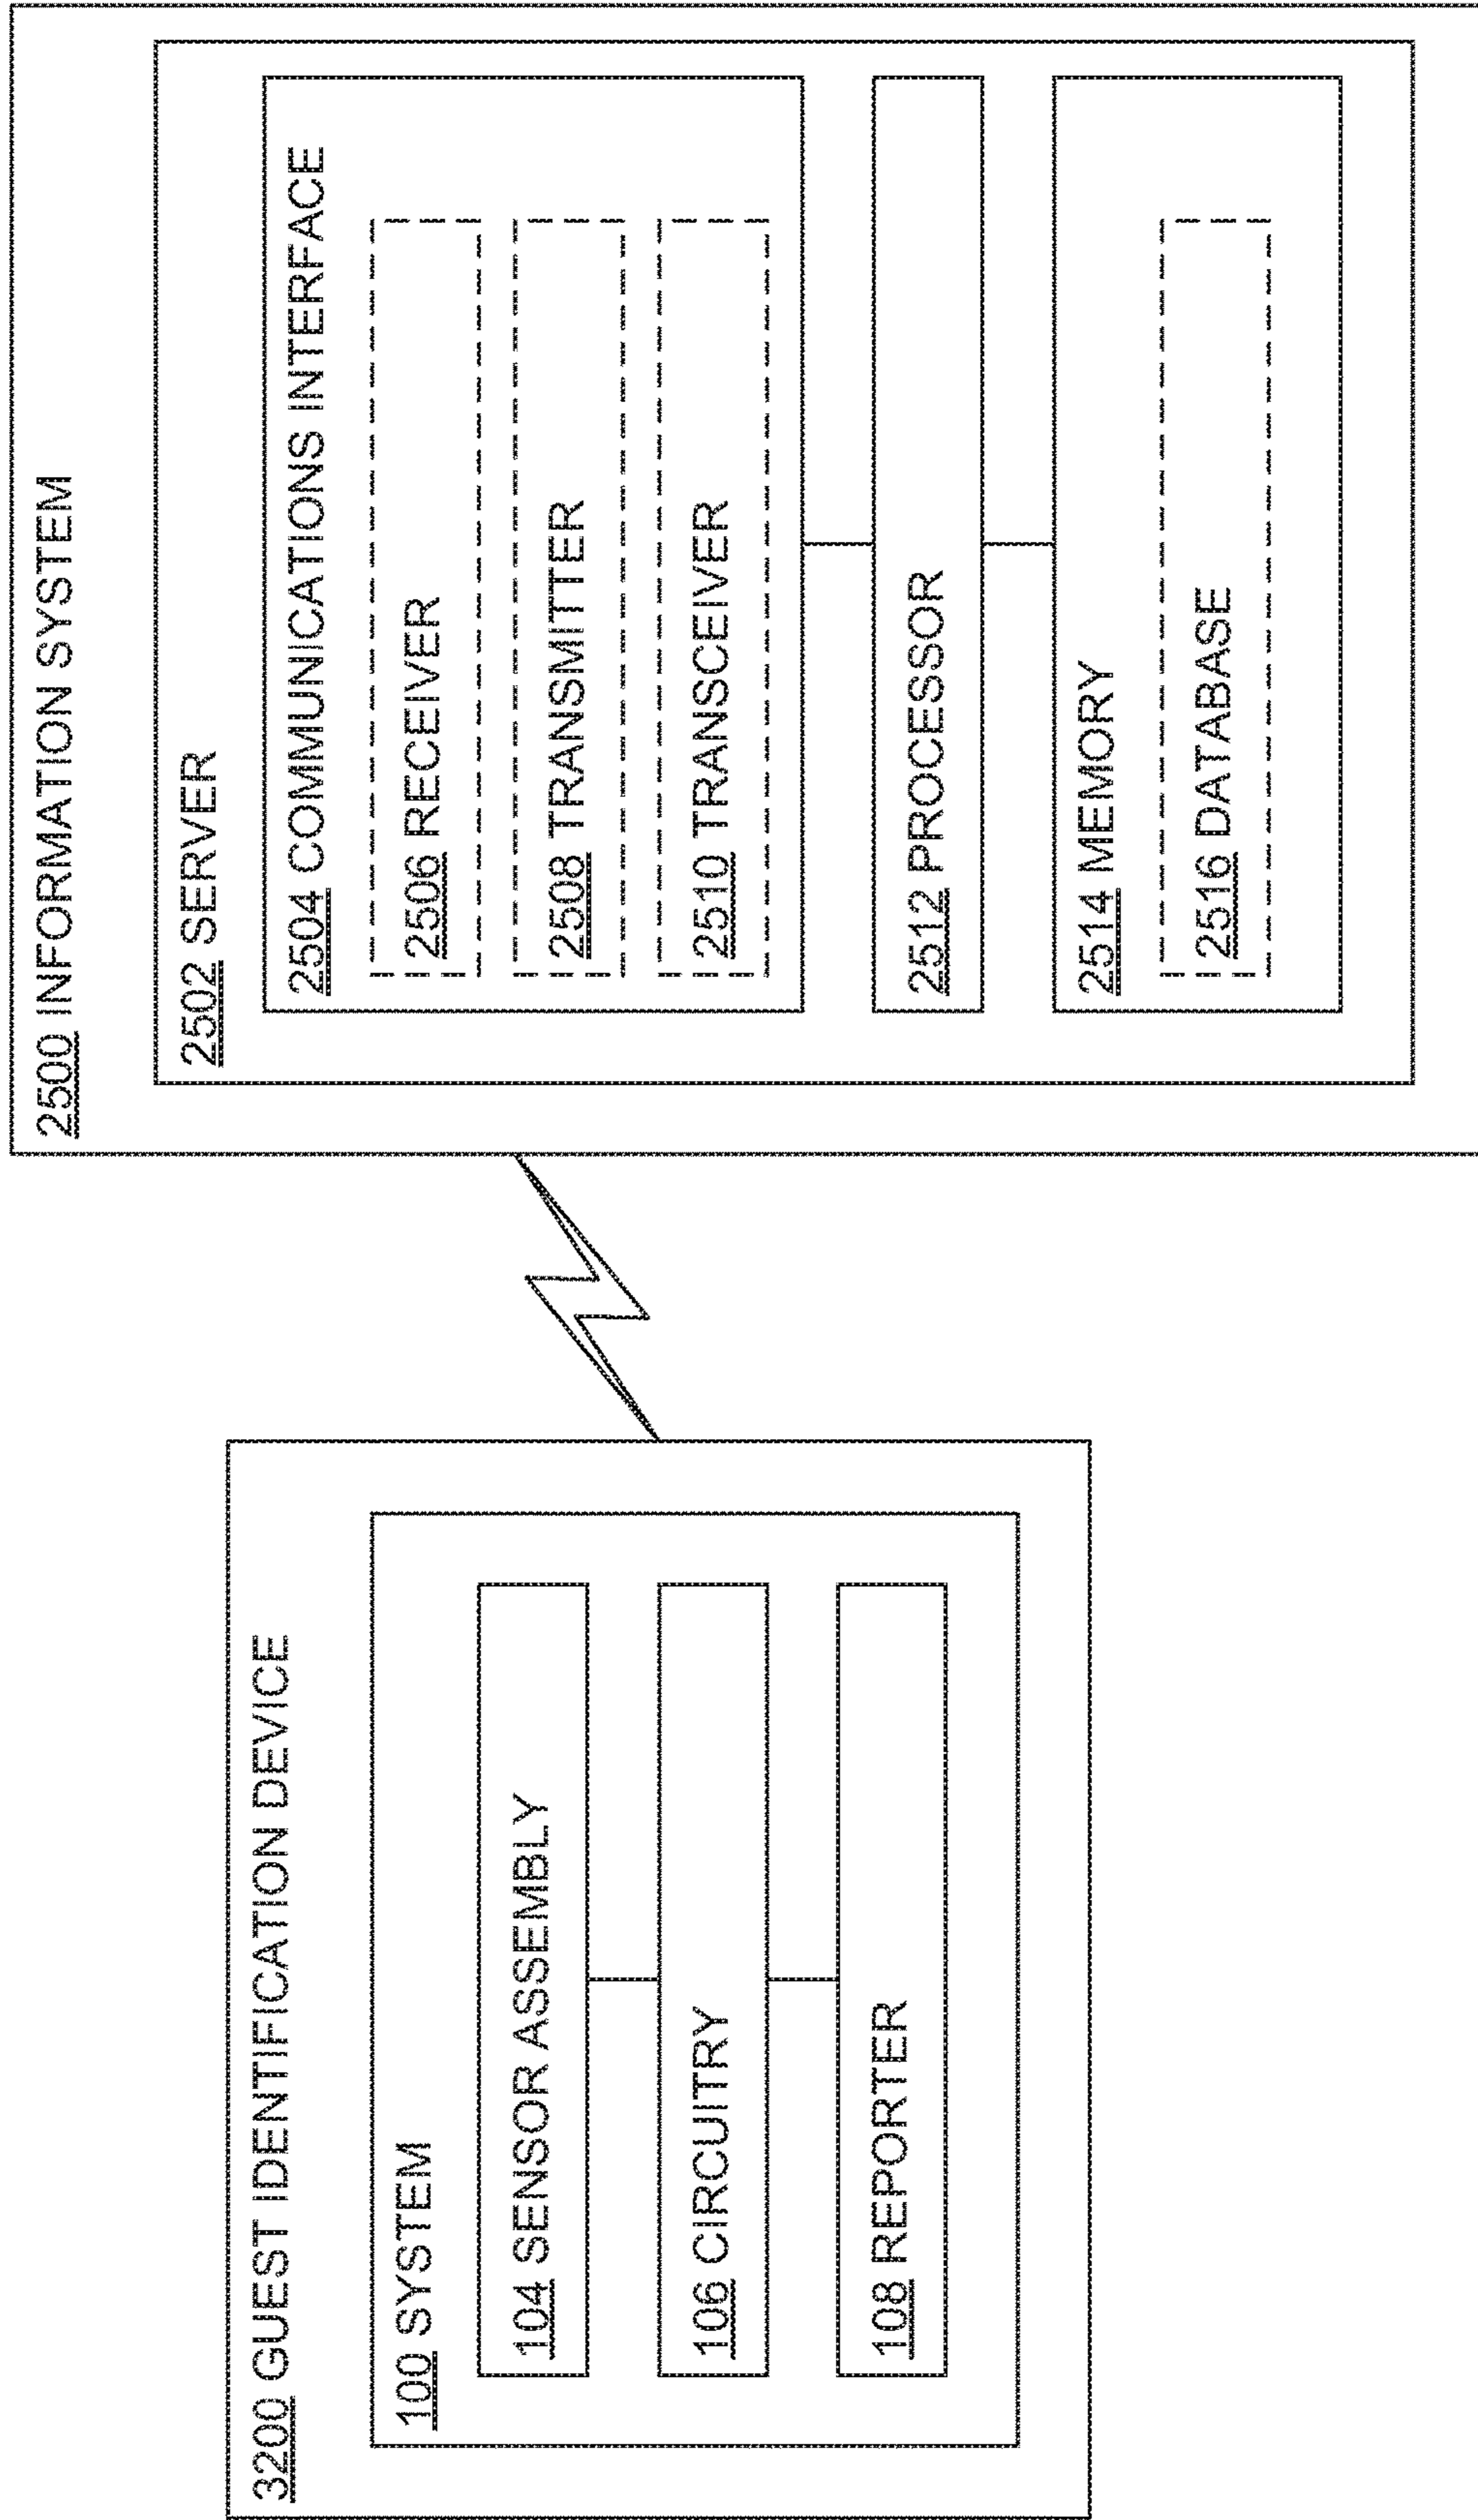 3200 GUEST IDENTIFICATION DEVICE
100 SYSTEM
104 SENSOR ASSEMBLY
106 CIRCUITRY
108 REPORTER
2500 INFORMATION SYSTEM
2502 SERVER
2504 COMMUNICATIONS INTERFACE
2506 RECEIVER
2508 TRANSMITTER
2510 TRANSCEIVER
2512 PROCESSOR
2514 MEMORY
2516 DATABASE